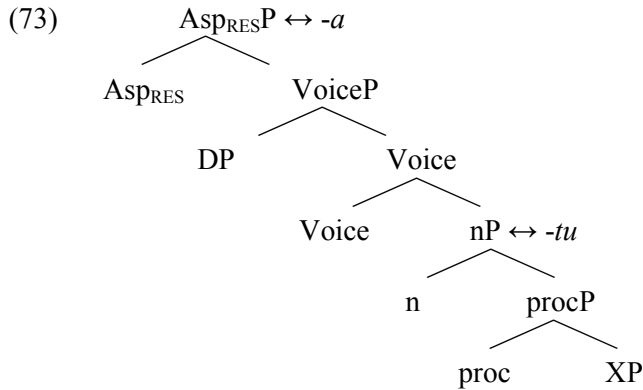 (73) Asp_RES P ↔ -a
Asp_RES VoiceP
DP Voice
Voice nP ↔ -tu
n procP
proc XP